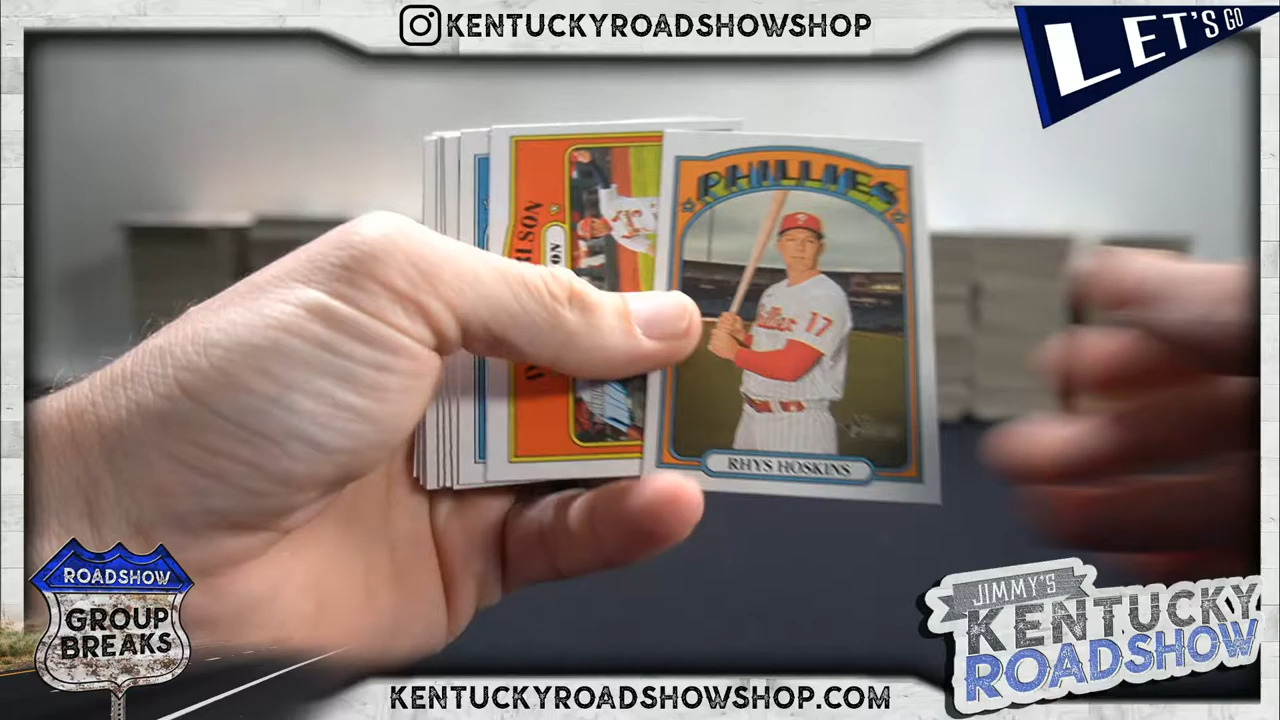 KENTUCKYROADSHOWSHOP
LET'S GO
PHILLIES
Phillies 17
RHYS HOSKINS
ROADSHOW
GROUP
BREAKS
JIMMY'S
KENTUCKY
ROADSHOW
KENTUCKYROADSHOWSHOP.COM